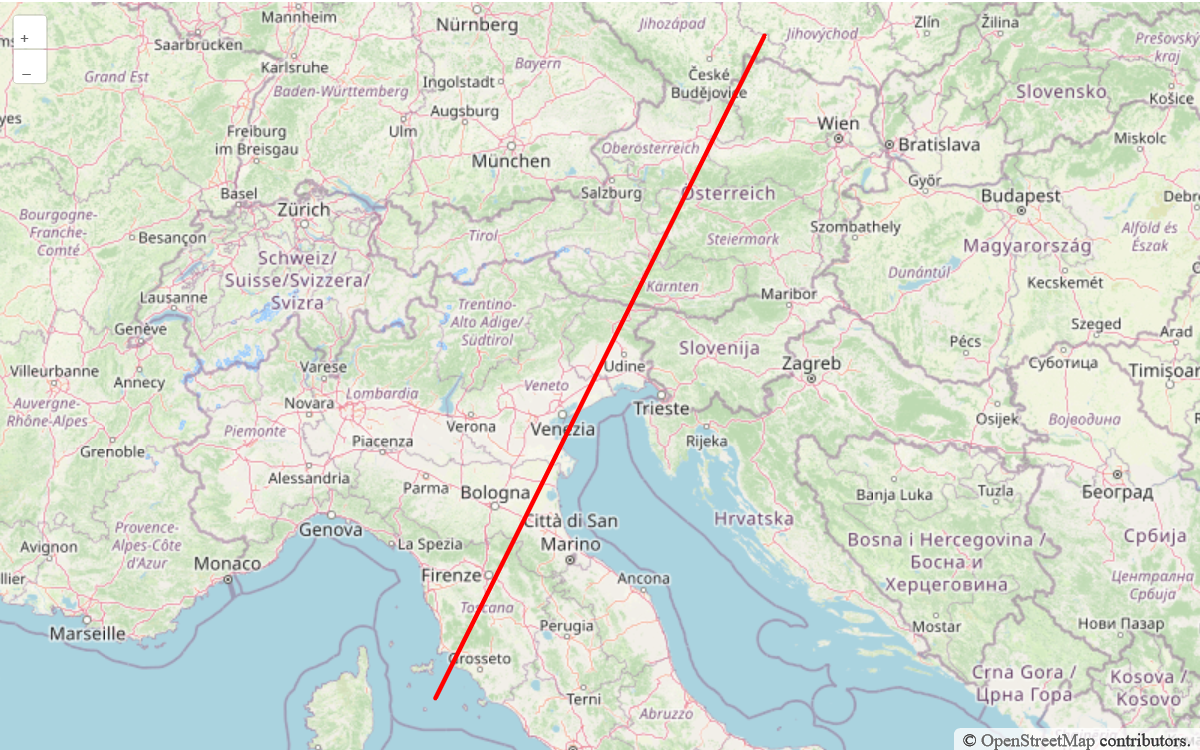 +
–
Mannheim
Nürnberg
Jihozápad
Jihovýchod
Zlín
Žilina
Prešovský
kraj
Saarbrücken
Karlsruhe
Grand Est
Baden-Württemberg
Bayern
Ingolstadt
Augsburg
České
Budějovice
Slovensko
Košice
Miskolc
Ulm
Freiburg
im Breisgau
München
Oberösterreich
Wien
Bratislava
Salzburg
Österreich
Győr
Budapest
Basel
Zürich
Bourgogne-
Franche-
Comté
Besançon
Tirol
Steiermark
Szombathely
Magyarország
Alföld és
Észak
Schweiz/
Suisse/Svizzera/
Svizra
Lausanne
Genève
Kärnten
Maribor
Dunántúl
Kecskemét
Trentino-
Alto Adige/
Südtirol
Szeged
Arad
Pécs
Slovenija
Zagreb
Суботица
Udine
Villeurbanne
Annecy
Varese
Lombardia
Veneto
Novara
Auvergne-
Rhône-Alpes
Grenoble
Piemonte
Piacenza
Verona
Venezia
Trieste
Rijeka
Osijek
Војводина
Alessandria
Parma
Bologna
Banja Luka
Tuzla
Београд
Genova
La Spezia
Città di San
Marino
Hrvatska
Bosna i Hercegovina /
Босна и
Херцеговина
Србија
Provence-
Alpes-Côte
d'Azur
Avignon
Monaco
Firenze
Ancona
Централна
Србија
Marseille
Toscana
Perugia
Mostar
Нови Пазар
Grosseto
Terni
Abruzzo
Crna Gora /
Црна Гора
Kosova /
Kosovo
© OpenStreetMap contributors.